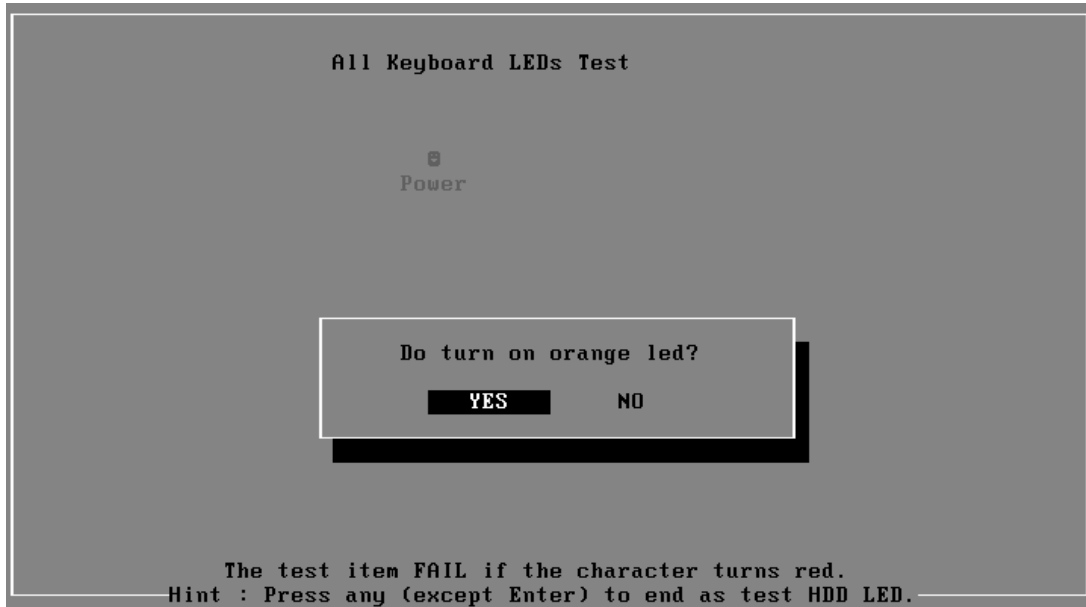 All Keyboard LEDs Test
Power
Do turn on orange led?
YES NO
The test item FAIL if the character turns red.
Hint : Press any (except Enter) to end as test HDD LED.